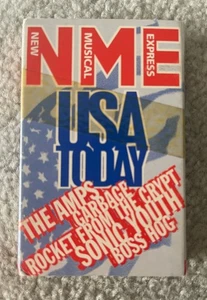 NEW
NME
MUSICAL
EXPRESS
USA
TODAY
THE AMPS
GARBAGE
ROCKET FROM THE CRYPT
SONIC YOUTH
BOSS HOG